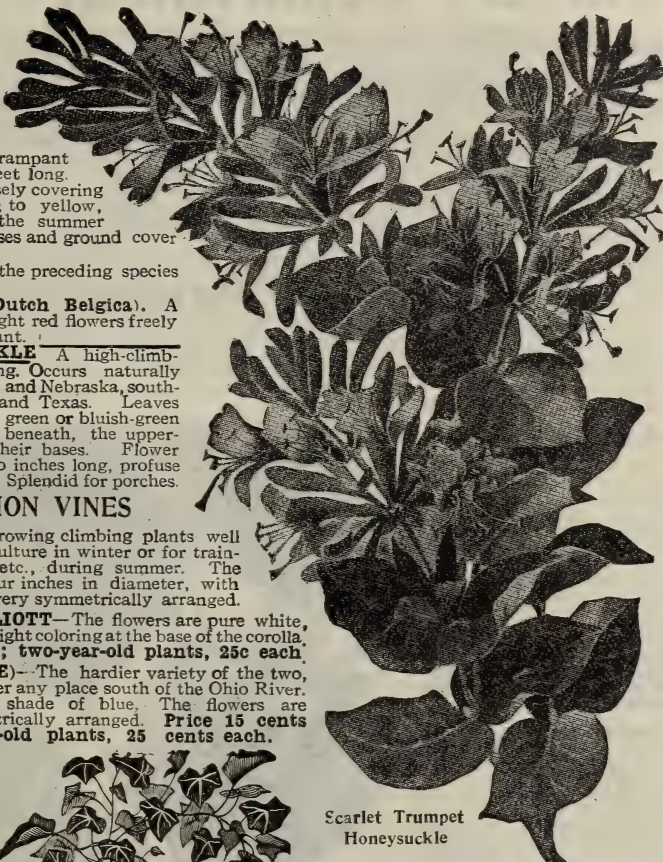 rampant
eet long.
sely covering
to yellow,
the summer
ses and ground cover
the preceding species
Dutch Belgica). A
ght red flowers freely
ant.
KLE A high-climb-
ng. Occurs naturally
and Nebraska, south-
and Texas. Leaves
green or bluish-green
beneath, the upper-
heir bases. Flower
o inches long, profuse
Splendid for porches.
ION VINES
rowing climbing plants well
ulture in winter or for train-
etc., during summer. The
ur inches in diameter, with
very symmetrically arranged.
LIOTT—The flowers are pure white,
ight coloring at the base of the corolla.
; two-year-old plants, 25c each.
E)—The hardier variety of the two,
er any place south of the Ohio River.
shade of blue. The flowers are
trically arranged. Price 15 cents
-old plants, 25 cents each.
Scarlet Trumpet
Honeysuckle